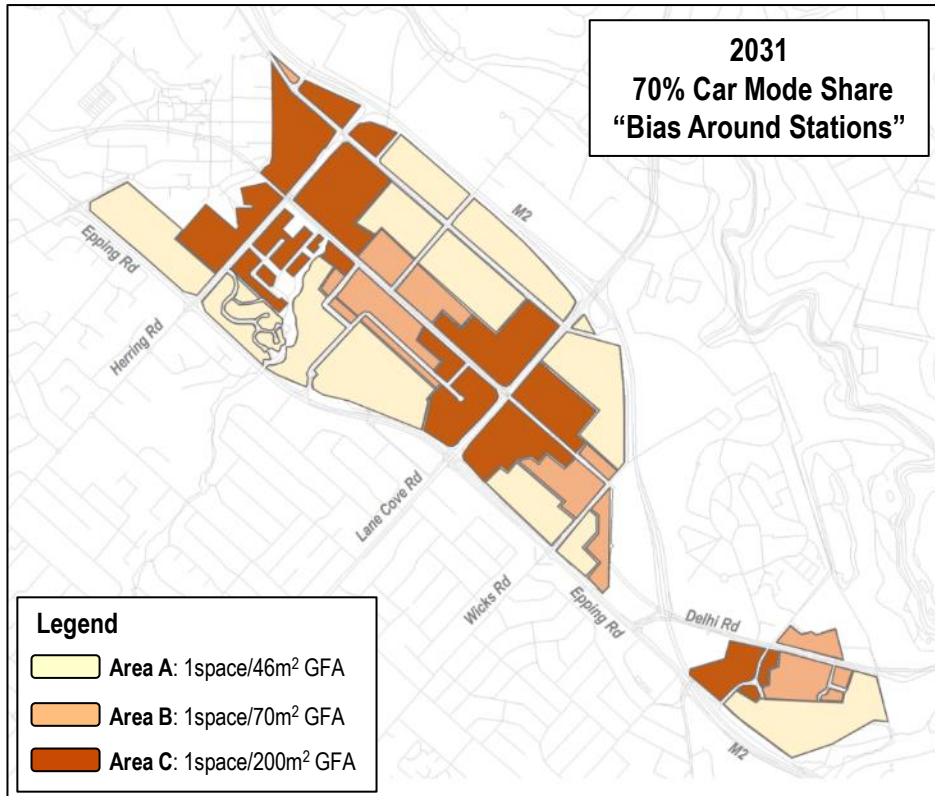 2031
70% Car Mode Share
“Bias Around Stations”
M2
Epping Rd
Herring Rd
Lane Cove Rd
Wicks Rd
Epping Rd
Delhi Rd
M2
Legend
Area A: 1space/46m² GFA
Area B: 1space/70m² GFA
Area C: 1space/200m² GFA